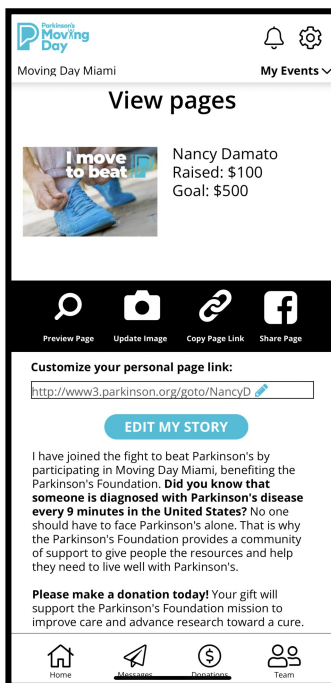 Parkinson's
Moving
Day
Moving Day Miami
My Events
View pages
I move
to beat
Nancy Damato
Raised: $100
Goal: $500
Preview Page
Update Image
Copy Page Link
Share Page
Customize your personal page link:
http://www3.parkinson.org/goto/NancyD
EDIT MY STORY
I have joined the fight to beat Parkinson's by
participating in Moving Day Miami, benefiting the
Parkinson's Foundation. Did you know that
someone is diagnosed with Parkinson's disease
every 9 minutes in the United States? No one
should have to face Parkinson's alone. That is why
the Parkinson's Foundation provides a community
of support to give people the resources and help
they need to live well with Parkinson's.
Please make a donation today! Your gift will
support the Parkinson's Foundation mission to
improve care and advance research toward a cure.
Home
Messages
Donations
Team